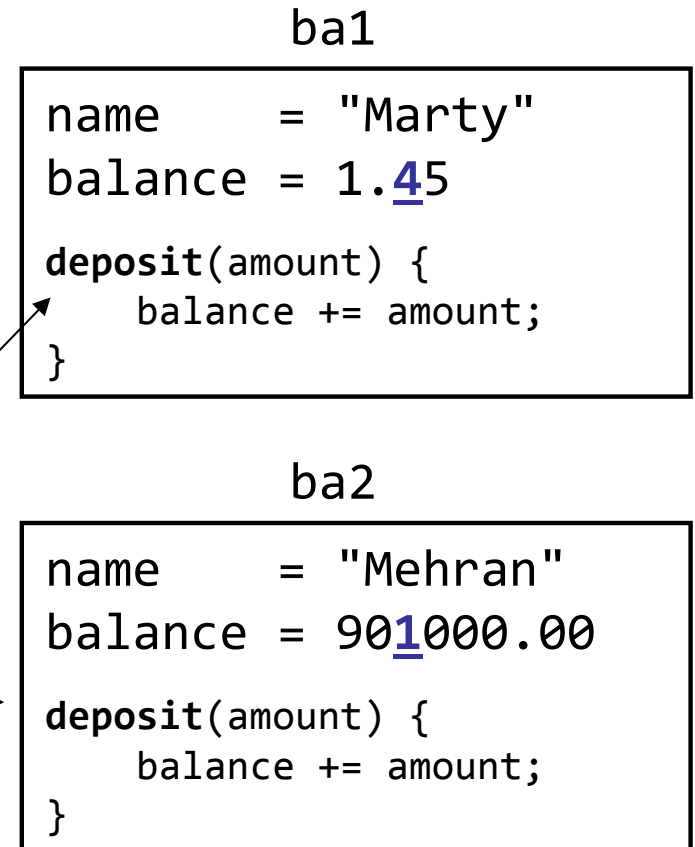 ba1
name    = "Marty"
balance = 1.45
deposit(amount) {
    balance += amount;
}
ba2
name    = "Mehran"
balance = 901000.00
deposit(amount) {
    balance += amount;
}